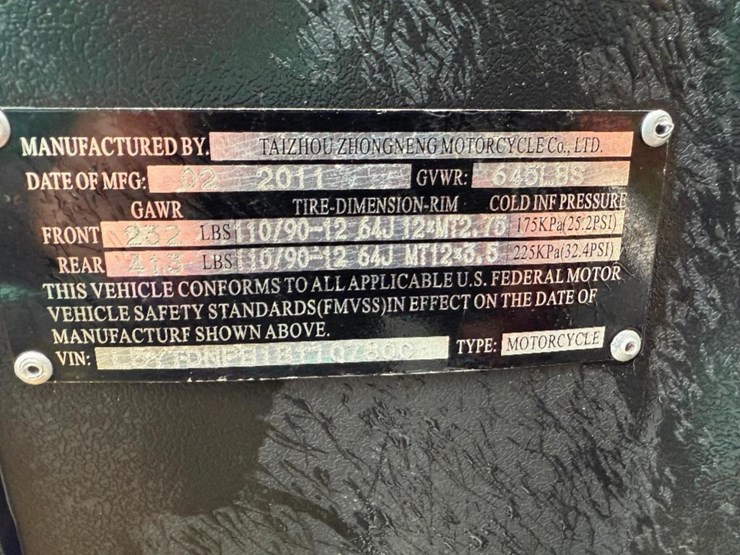 MANUFACTURED BY. TAIZHOU ZHONGNENG MOTORCYCLE Co., LTD.
DATE OF MFG: 02 2011 GVWR: 645LBS
GAWR TIRE-DIMENSION-RIM COLD INF PRESSURE
FRONT 232 LBS 110/90-12 64J 12×MT2.75 175KPa(25.2PSI)
REAR 413 LBS 110/90-12 64J MT12×3.5 225KPa(32.4PSI)
THIS VEHICLE CONFORMS TO ALL APPLICABLE U.S. FEDERAL MOTOR
VEHICLE SAFETY STANDARDS(FMVSS)IN EFFECT ON THE DATE OF
MANUFACTURF SHOWN ABOVE.
VIN: TYPE: MOTORCYCLE